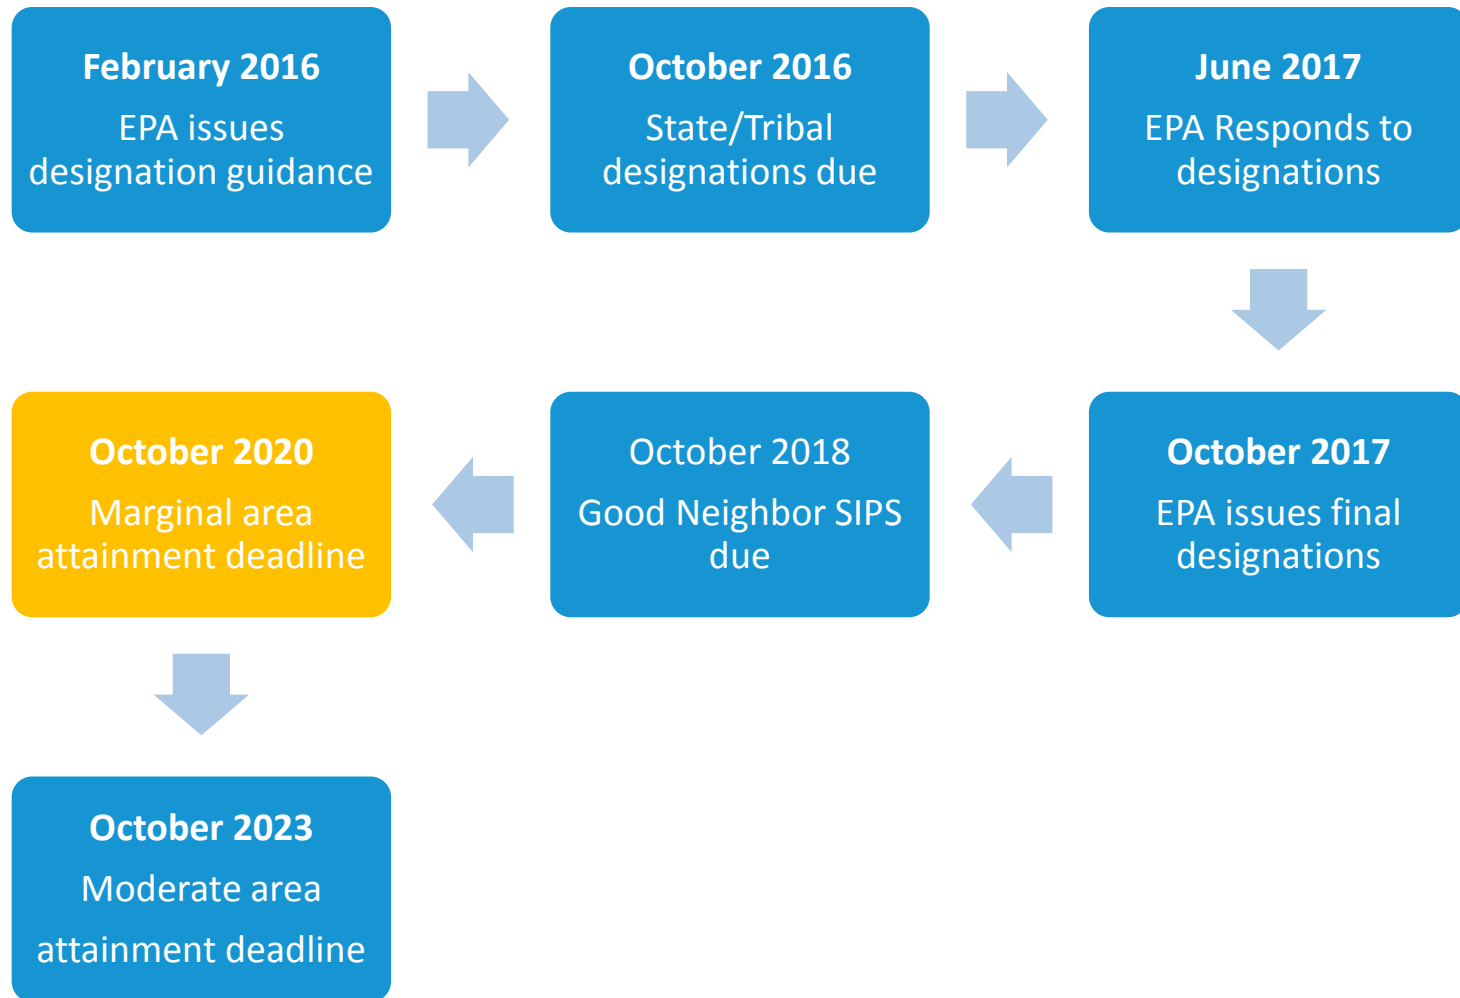 February 2016
EPA issues
designation guidance
October 2016
State/Tribal
designations due
June 2017
EPA Responds to
designations
October 2017
EPA issues final
designations
October 2018
Good Neighbor SIPS
due
October 2020
Marginal area
attainment deadline
October 2023
Moderate area
attainment deadline